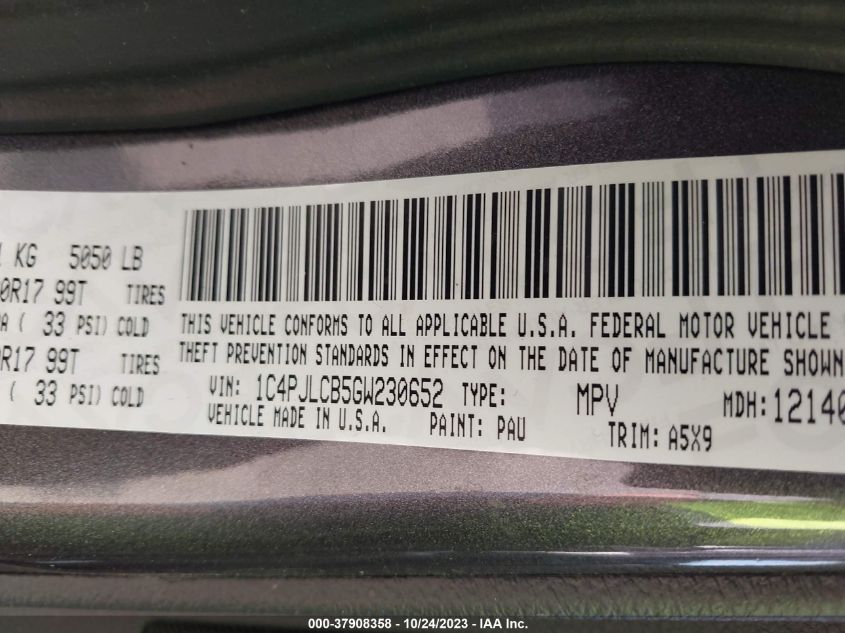 KG 5050 LB
0R17 99T TIRES
A ( 33 PSI) COLD
R17 99T TIRES
( 33 PSI) COLD
THIS VEHICLE CONFORMS TO ALL APPLICABLE U.S.A. FEDERAL MOTOR VEHICLE
THEFT PREVENTION STANDARDS IN EFFECT ON THE DATE OF MANUFACTURE SHOWN
VIN: 1C4PJLCB5GW230652 TYPE: MPV MDH: 12140
VEHICLE MADE IN U.S.A. PAINT: PAU TRIM: A5X9
000-37908358 - 10/24/2023 - IAA Inc.